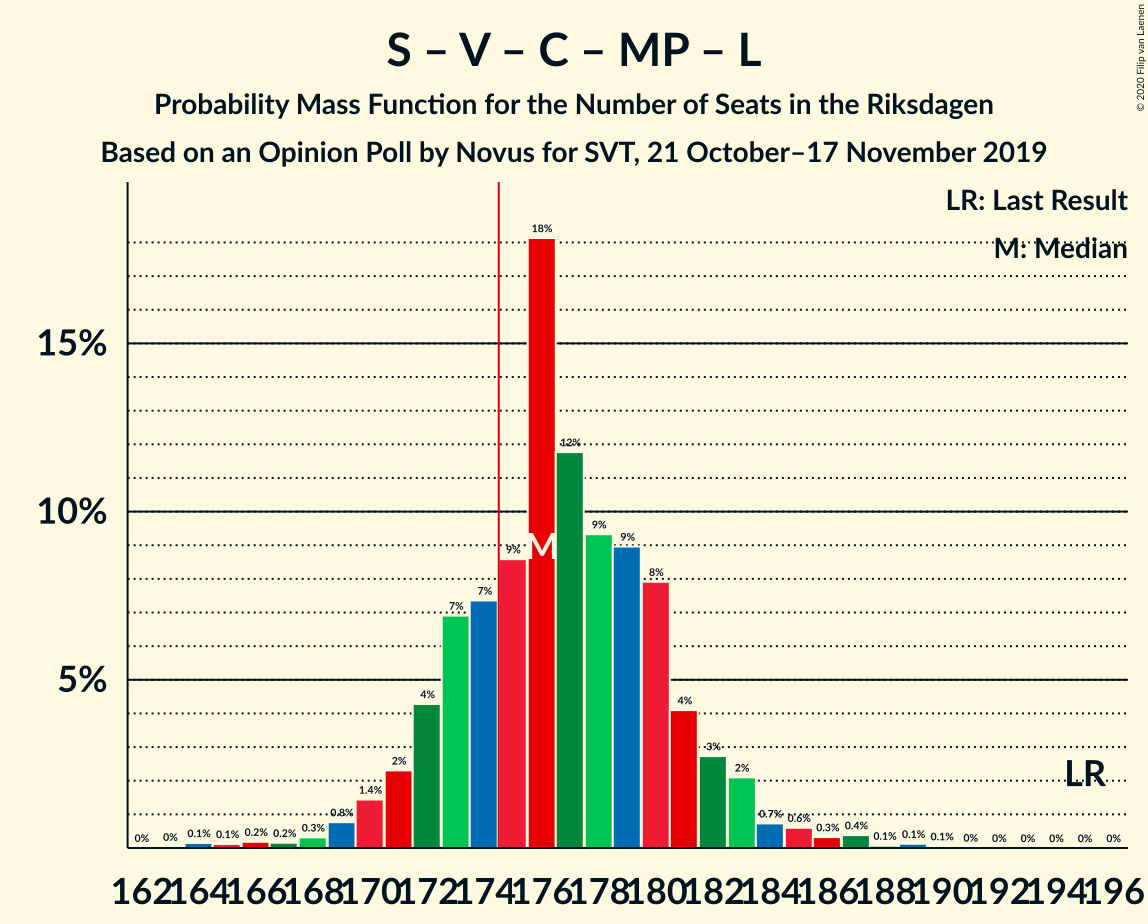 S – V – C – MP – L
Probability Mass Function for the Number of Seats in the Riksdagen
Based on an Opinion Poll by Novus for SVT, 21 October–17 November 2019
© 2020 Filip van Laenen
LR: Last Result
M: Median
15%
10%
5%
0% 0% 0.1% 0.1% 0.2% 0.2% 0.3% 0.8% 1.4% 2% 4% 7% 7% 9% 18% 12% 9% 9% 8% 4% 3% 2% 0.7% 0.6% 0.3% 0.4% 0.1% 0.1% 0.1% 0% 0% 0% 0% 0% 0%
M
LR
162 164 166 168 170 172 174 176 178 180 182 184 186 188 190 192 194 196